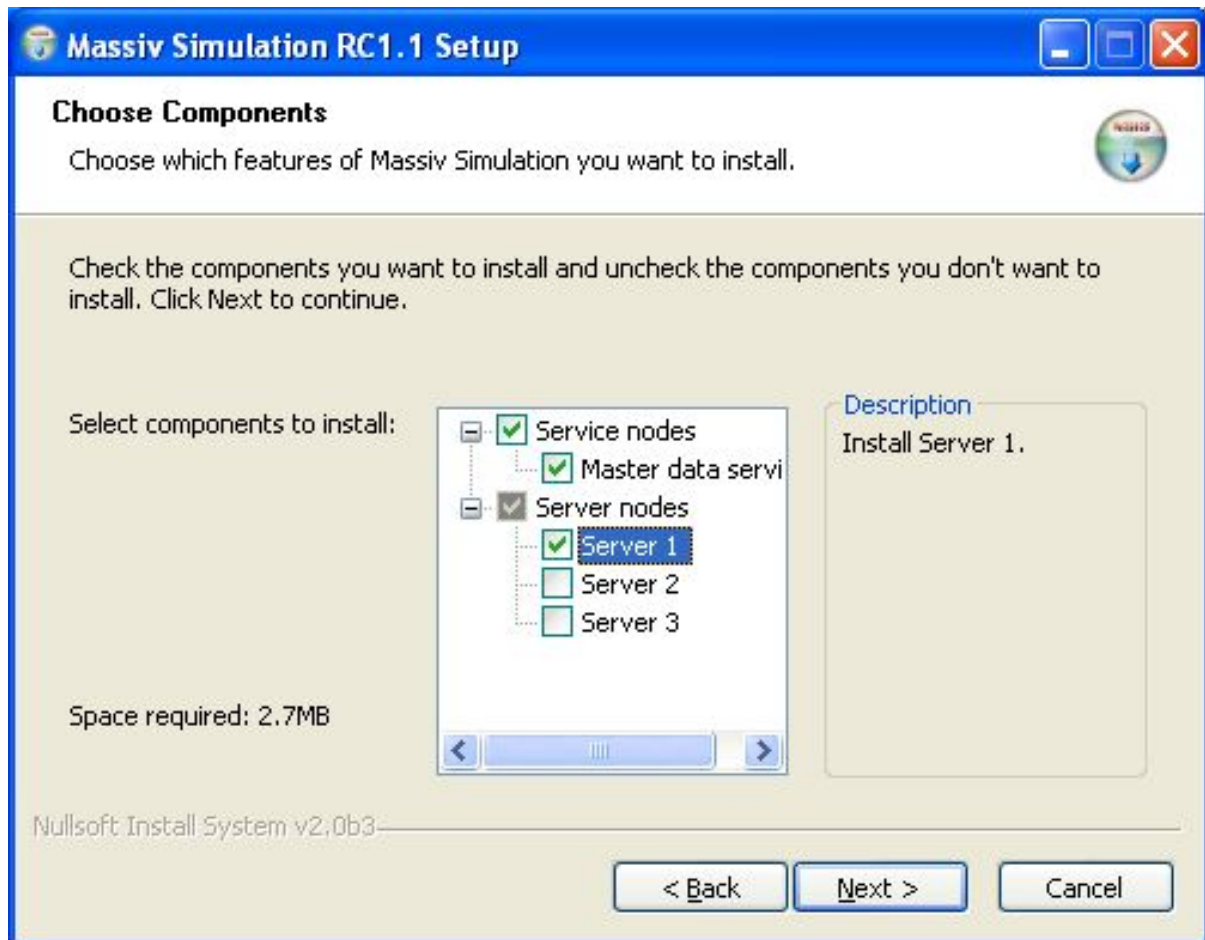 Massiv Simulation RC1.1 Setup
Choose Components
Choose which features of Massiv Simulation you want to install.
Check the components you want to install and uncheck the components you don't want to
install. Click Next to continue.
Select components to install:
Service nodes
Master data servi
Server nodes
Server 1
Server 2
Server 3
Description
Install Server 1.
Space required: 2.7MB
Nullsoft Install System v2.0b3
< Back
Next >
Cancel